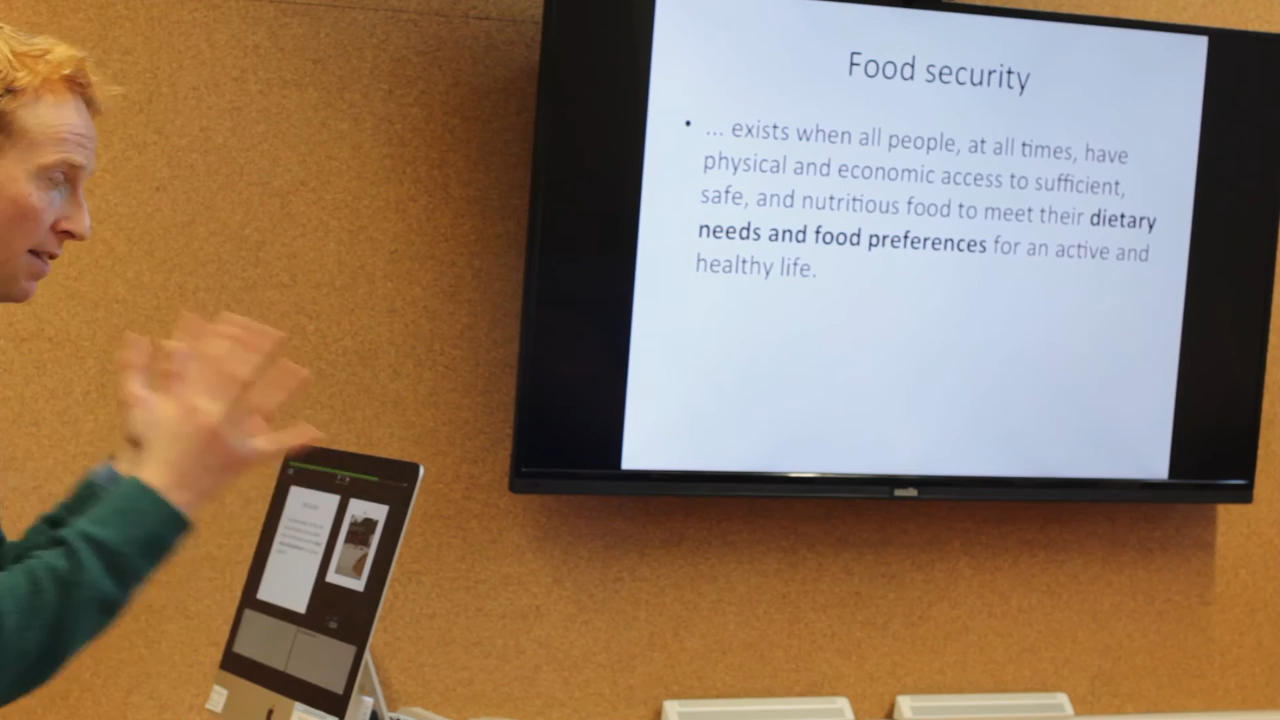 Food security
• ... exists when all people, at all times, have
physical and economic access to sufficient,
safe, and nutritious food to meet their dietary
needs and food preferences for an active and
healthy life.